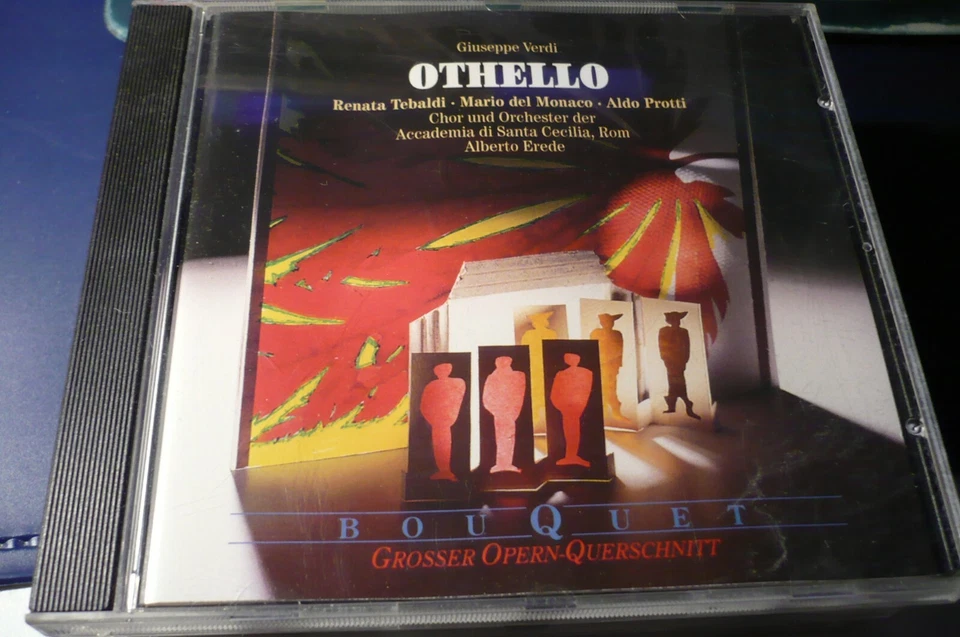 Giuseppe Verdi
OTHELLO
Renata Tebaldi · Mario del Monaco · Aldo Protti
Chor und Orchester der
Accademia di Santa Cecilia, Rom
Alberto Erede
BOUQUET
GROSSER OPERN-QUERSCHNITT